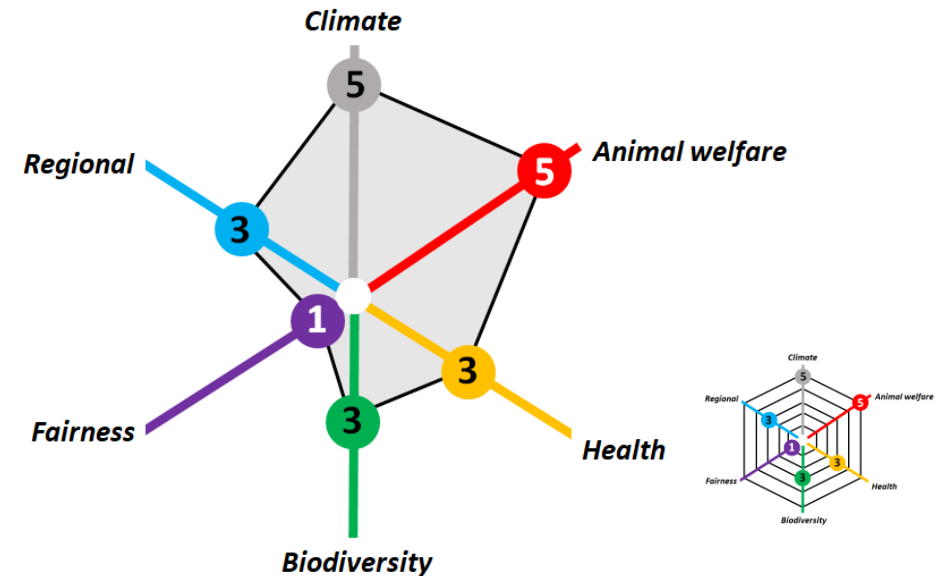 Climate
5
Animal welfare
5
Regional
3
1
3
3
Fairness
Health
Biodiversity
Climate
5
Animal welfare
5
Regional
3
1
3
3
Fairness
Health
Biodiversity